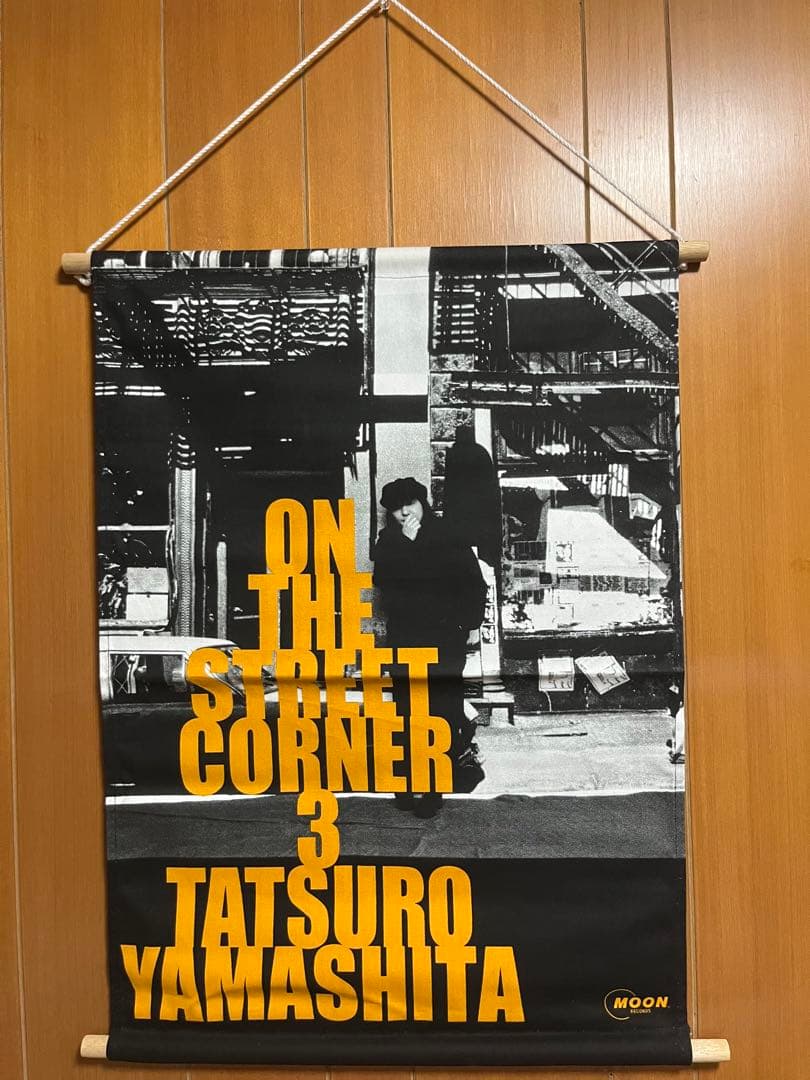 ON
THE
STREET
CORNER
3
TATSURO
YAMASHITA
MOON
RECORDS